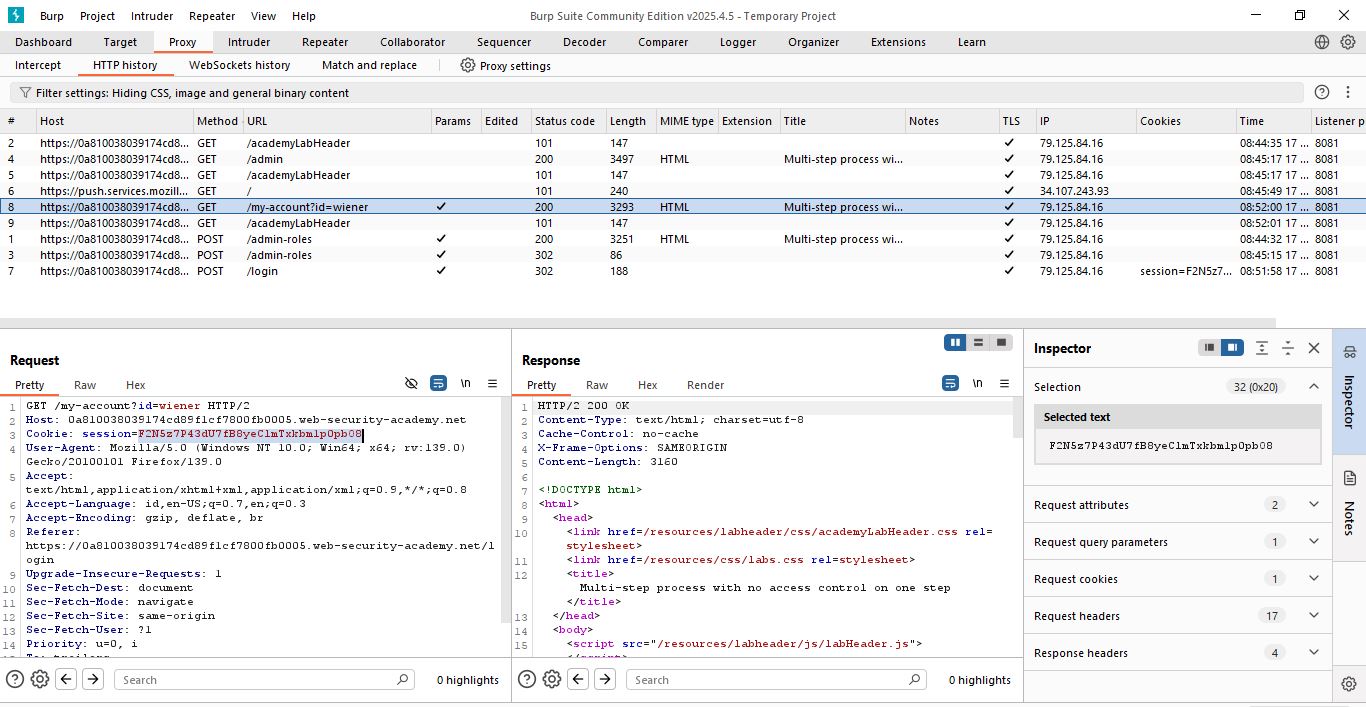 Burp Project Intruder Repeater View Help Burp Suite Community Edition v2025.4.5 - Temporary Project
Dashboard Target Proxy Intruder Repeater Collaborator Sequencer Decoder Comparer Logger Organizer Extensions Learn
Intercept HTTP history WebSockets history Match and replace Proxy settings
Filter settings: Hiding CSS, image and general binary content
# Host Method URL Params Edited Status code Length MIME type Extension Title Notes TLS IP Cookies Time Listener p
2 https://0a810038039174cd8... GET /academyLabHeader 101 147 ✓ 79.125.84.16 08:44:35 17 ... 8081
4 https://0a810038039174cd8... GET /admin 200 3497 HTML Multi-step process wi... ✓ 79.125.84.16 08:45:17 17 ... 8081
5 https://0a810038039174cd8... GET /academyLabHeader 101 147 ✓ 79.125.84.16 08:45:17 17 ... 8081
6 https://push.services.mozill... GET / 101 240 ✓ 34.107.243.93 08:45:49 17 ... 8081
8 https://0a810038039174cd8... GET /my-account?id=wiener ✓ 200 3293 HTML Multi-step process wi... ✓ 79.125.84.16 08:52:00 17 ... 8081
9 https://0a810038039174cd8... GET /academyLabHeader 101 147 ✓ 79.125.84.16 08:52:01 17 ... 8081
1 https://0a810038039174cd8... POST /admin-roles ✓ 200 3251 HTML Multi-step process wi... ✓ 79.125.84.16 08:44:32 17 ... 8081
3 https://0a810038039174cd8... POST /admin-roles ✓ 302 86 ✓ 79.125.84.16 08:45:15 17 ... 8081
7 https://0a810038039174cd8... POST /login ✓ 302 188 ✓ 79.125.84.16 session=F2N5z7... 08:51:58 17 ... 8081
Request
Pretty Raw Hex \n
1 GET /my-account?id=wiener HTTP/2
2 Host: 0a810038039174cd89f1cf7800fb0005.web-security-academy.net
3 Cookie: session=F2N5z7P43dU7fB8yeClmTxkbmlpOpb08
4 User-Agent: Mozilla/5.0 (Windows NT 10.0; Win64; x64; rv:139.0)
Gecko/20100101 Firefox/139.0
5 Accept:
text/html,application/xhtml+xml,application/xml;q=0.9,*/*;q=0.8
6 Accept-Language: id,en-US;q=0.7,en;q=0.3
7 Accept-Encoding: gzip, deflate, br
8 Referer:
https://0a810038039174cd89f1cf7800fb0005.web-security-academy.net/l
ogin
9 Upgrade-Insecure-Requests: 1
10 Sec-Fetch-Dest: document
11 Sec-Fetch-Mode: navigate
12 Sec-Fetch-Site: same-origin
13 Sec-Fetch-User: ?1
14 Priority: u=0, i
Search 0 highlights
Response
Pretty Raw Hex Render \n
1 HTTP/2 200 OK
2 Content-Type: text/html; charset=utf-8
3 Cache-Control: no-cache
4 X-Frame-Options: SAMEORIGIN
5 Content-Length: 3160
6
7 <!DOCTYPE html>
8 <html>
9 <head>
10 <link href=/resources/labheader/css/academyLabHeader.css rel=
stylesheet>
11 <link href=/resources/css/labs.css rel=stylesheet>
12 <title>
Multi-step process with no access control on one step
</title>
13 </head>
14 <body>
15 <script src="/resources/labheader/js/labHeader.js">
Search 0 highlights
Inspector
Selection 32 (0x20)
Selected text
F2N5z7P43dU7fB8yeClmTxkbmlpOpb08
Request attributes 2
Request query parameters 1
Request cookies 1
Request headers 17
Response headers 4
Inspector
Notes